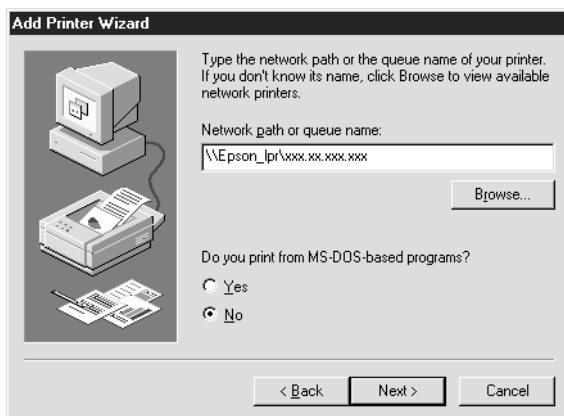 Add Printer Wizard
Type the network path or the queue name of your printer.
If you don't know its name, click Browse to view available
network printers.
Network path or queue name:
\\Epson_lpr\xxx.xx.xxx.xxx
Browse...
Do you print from MS-DOS-based programs?
Yes
No
< Back
Next >
Cancel